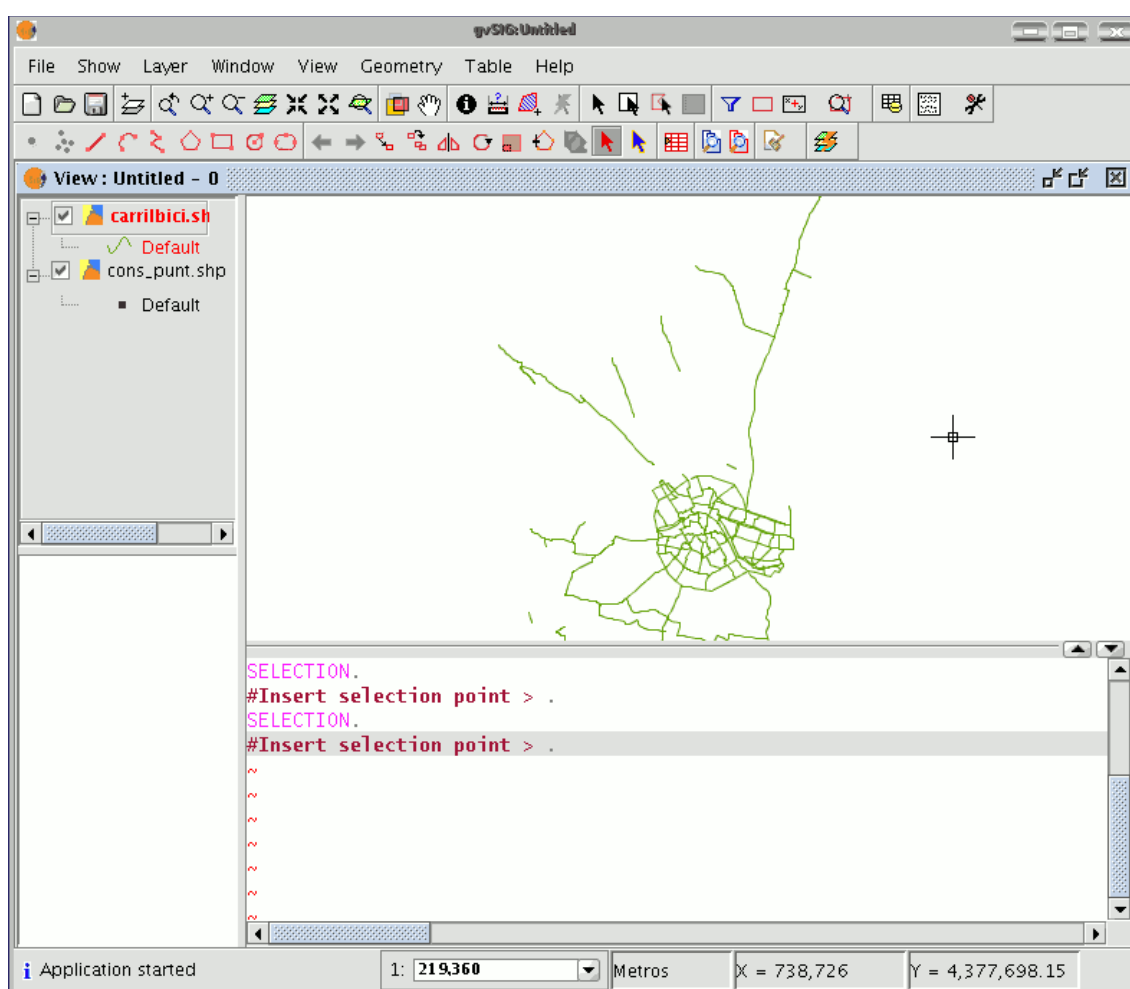 gvSIG:Untitled
File Show Layer Window View Geometry Table Help
View : Untitled - 0
carrilbici.sh
Default
cons_punt.shp
Default
SELECTION.
#Insert selection point > .
SELECTION.
#Insert selection point > .
~
~
~
~
~
~
~
Application started 1: 219,360 Metros X = 738,726 Y = 4,377,698.15